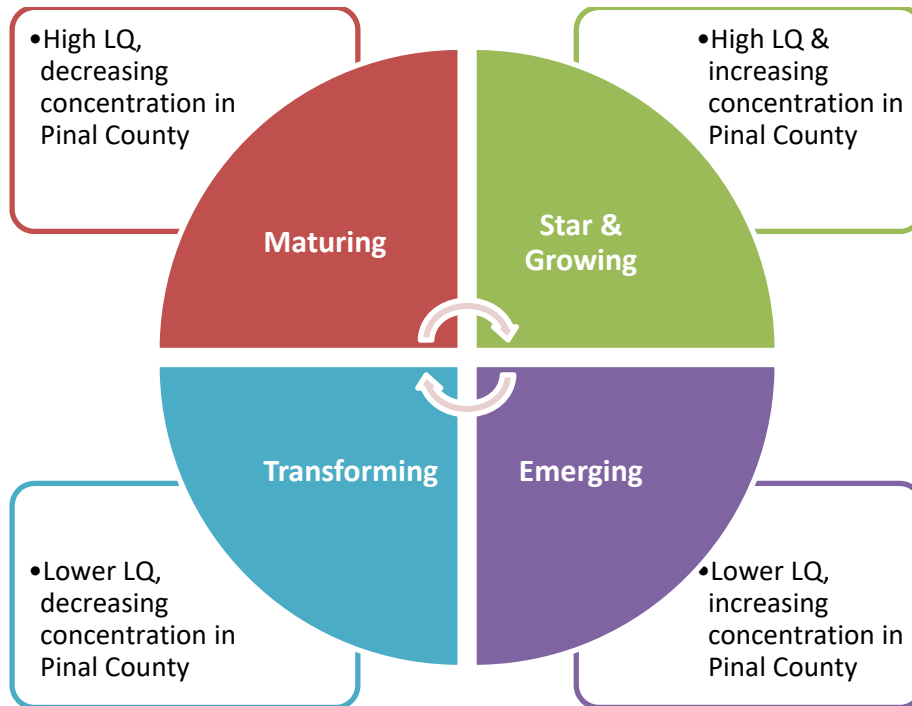 •High LQ,
decreasing
concentration in
Pinal County
•High LQ &
increasing
concentration in
Pinal County
Maturing
Star &
Growing
Transforming
Emerging
•Lower LQ,
decreasing
concentration in
Pinal County
•Lower LQ,
increasing
concentration in
Pinal County